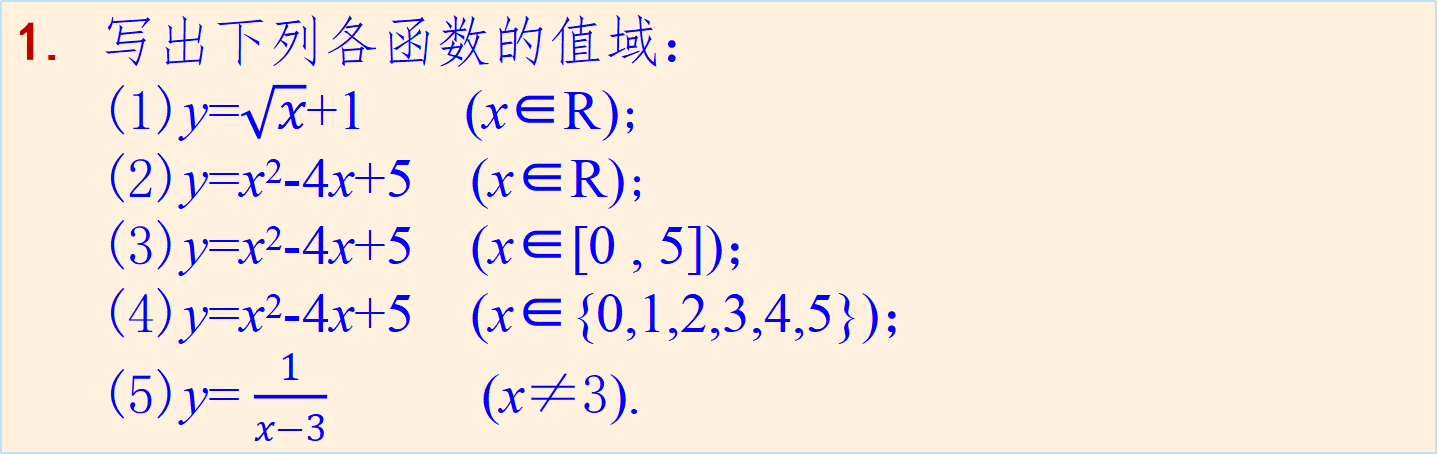 1. 写出下列各函数的值域：
(1)y=√x+1 (x∈R)；
(2)y=x²-4x+5 (x∈R)；
(3)y=x²-4x+5 (x∈[0 , 5])；
(4)y=x²-4x+5 (x∈{0,1,2,3,4,5})；
(5)y= 1/(x−3) (x≠3).